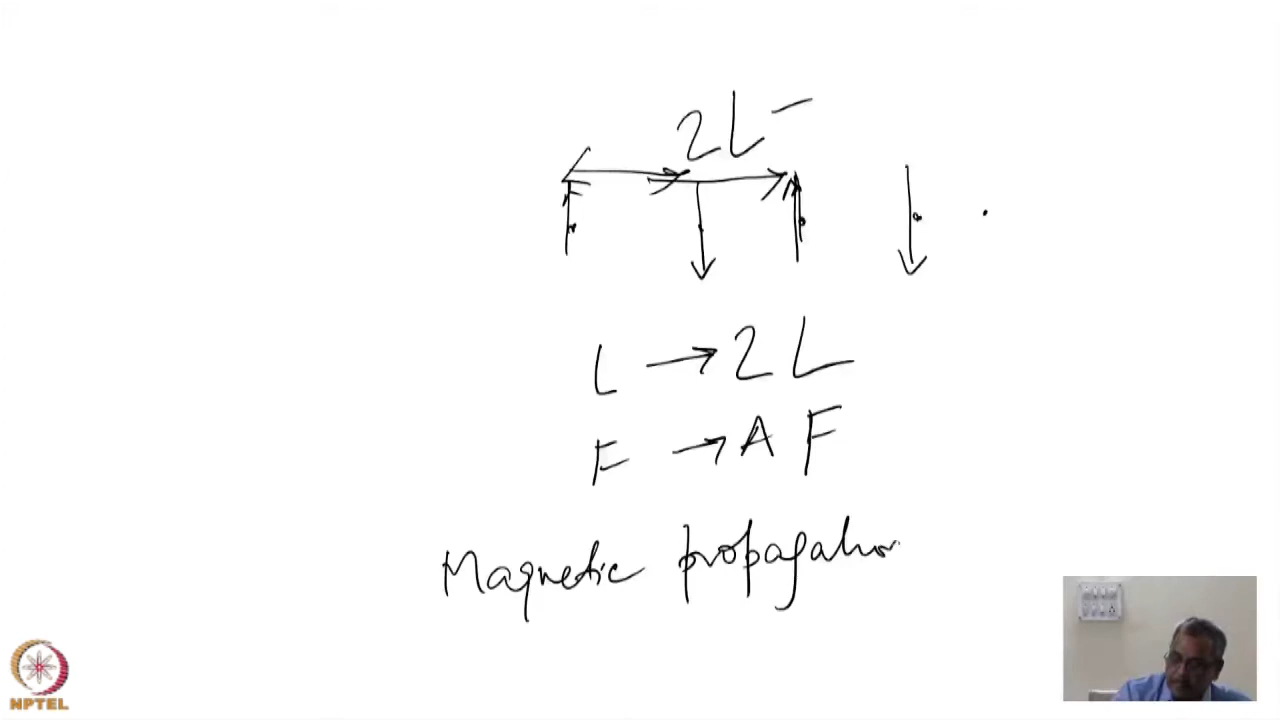 2L
L → 2L
F → AF
Magnetic propagation
NPTEL